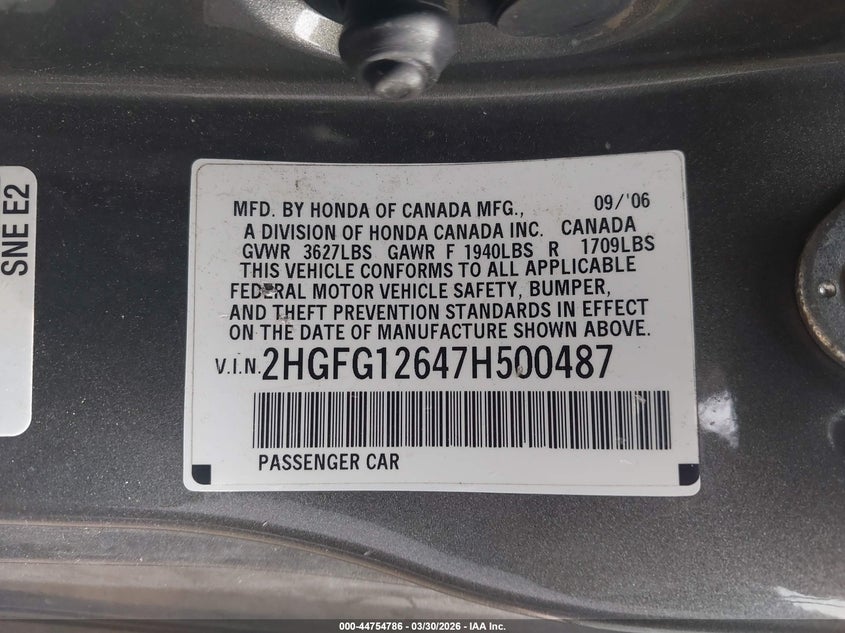 SNE E2
MFD. BY HONDA OF CANADA MFG., 09/'06
A DIVISION OF HONDA CANADA INC. CANADA
GVWR 3627LBS GAWR F 1940LBS R 1709LBS
THIS VEHICLE CONFORMS TO ALL APPLICABLE
FEDERAL MOTOR VEHICLE SAFETY, BUMPER,
AND THEFT PREVENTION STANDARDS IN EFFECT
ON THE DATE OF MANUFACTURE SHOWN ABOVE.
V.I.N. 2HGFG12647H500487
PASSENGER CAR
000-44754786 - 03/30/2026 - IAA Inc.